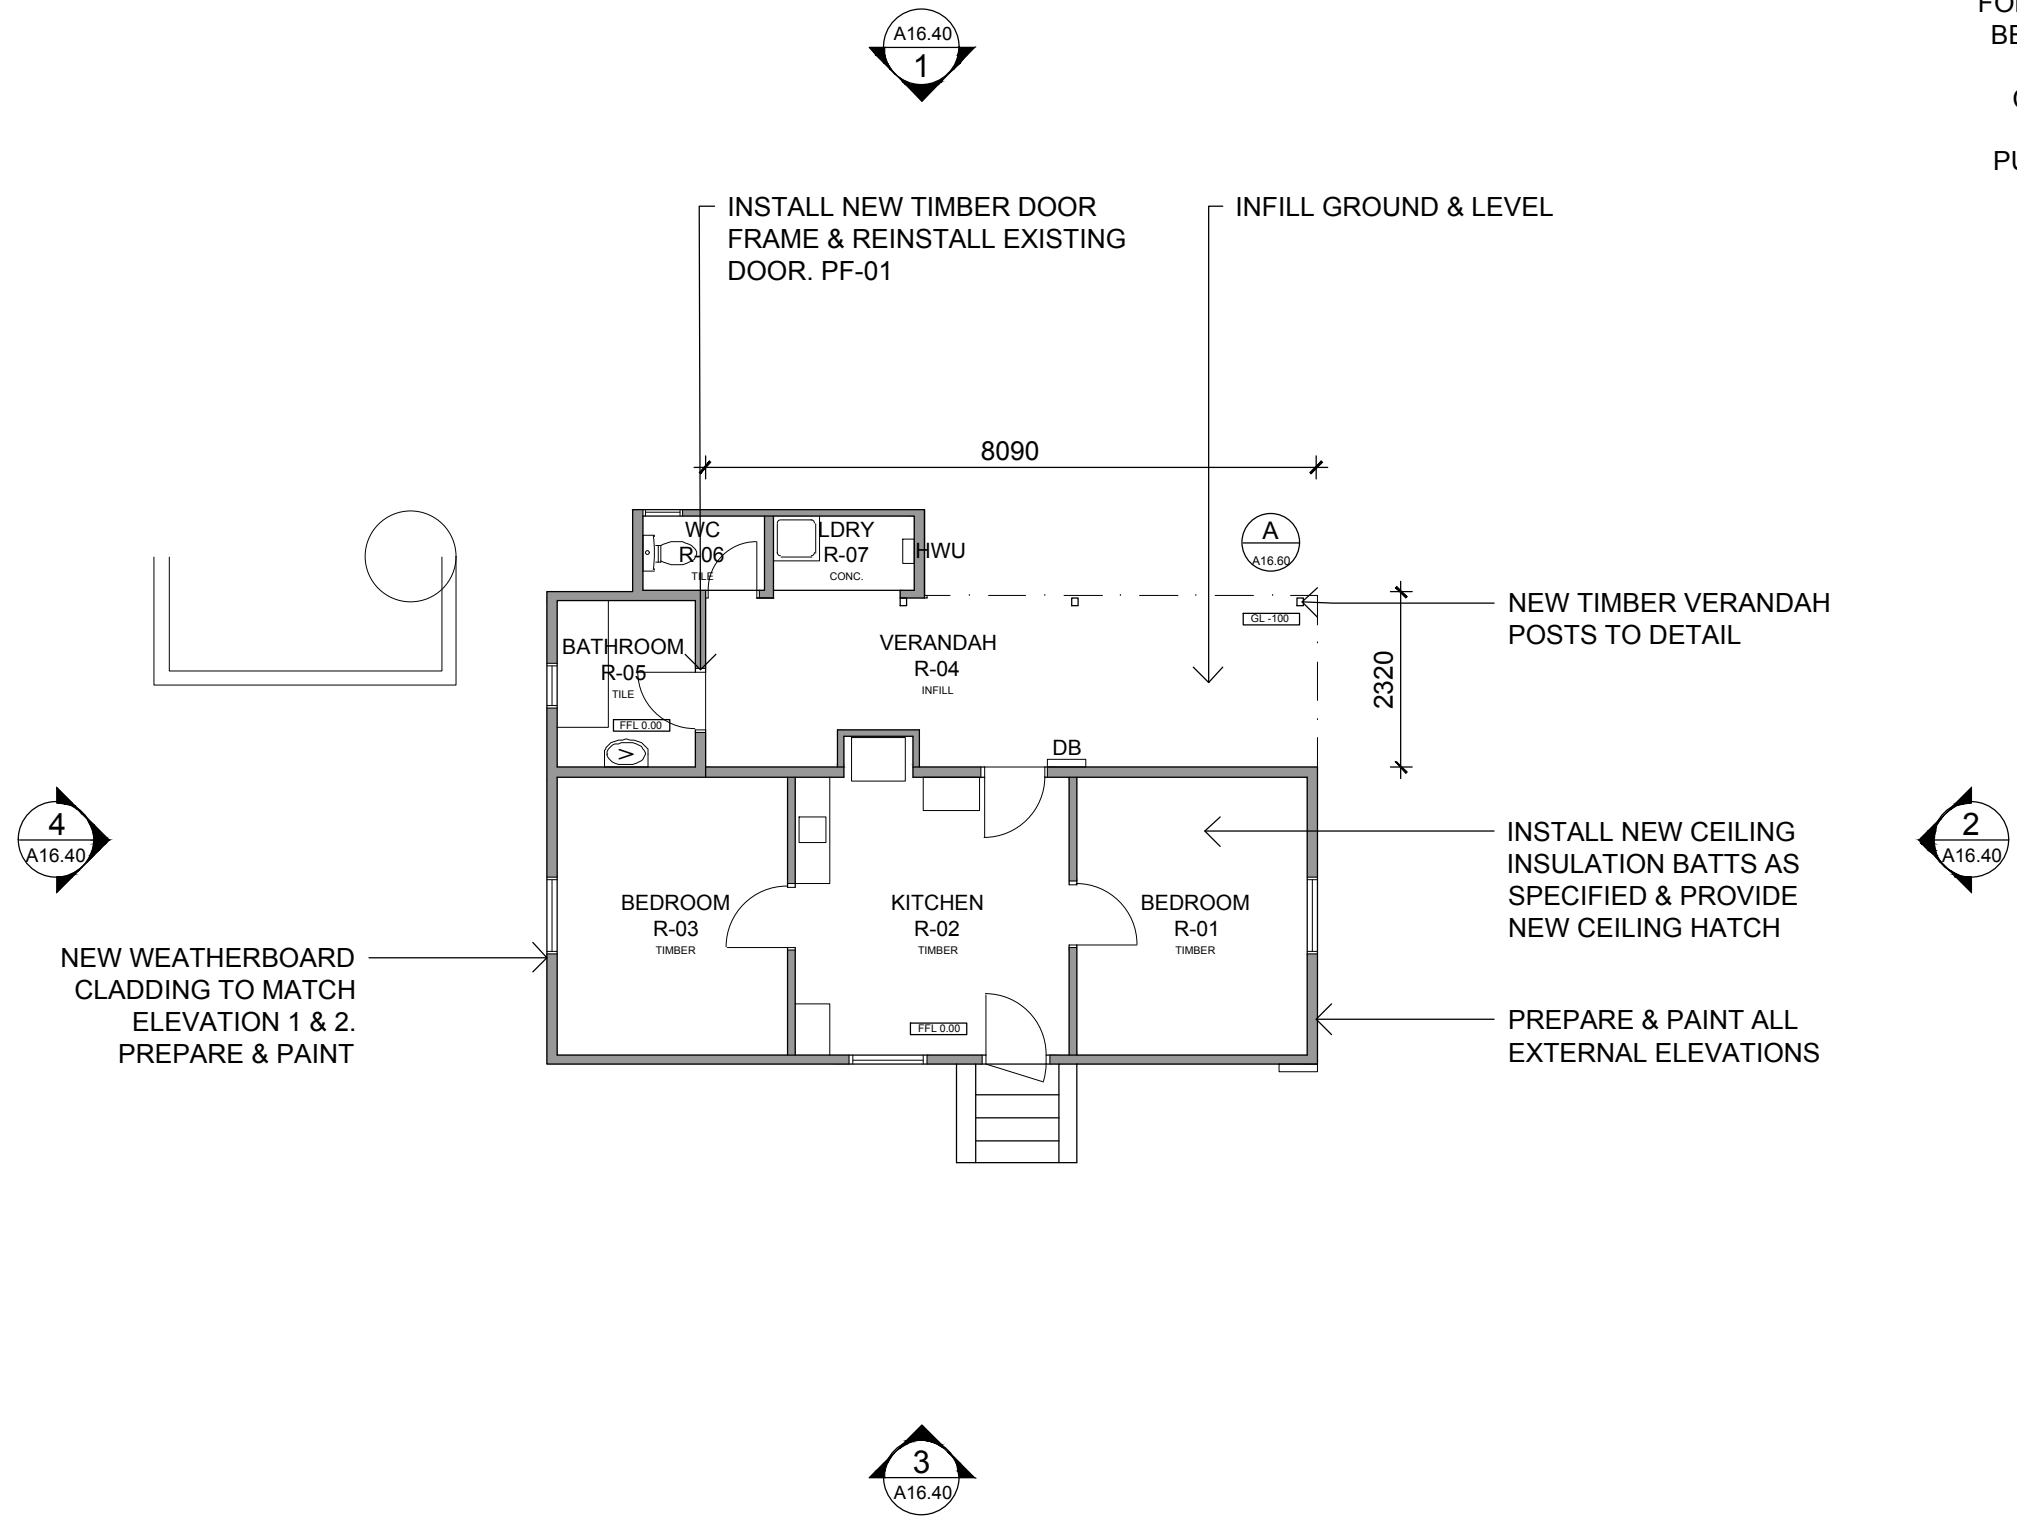 A16.40
1
INSTALL NEW TIMBER DOOR
FRAME & REINSTALL EXISTING
DOOR. PF-01
INFILL GROUND & LEVEL
8090
WC
R-06
TILE
LDRY
R-07
CONC.
HWU
A
A16.60
GL -100
NEW TIMBER VERANDAH
POSTS TO DETAIL
BATHROOM
R-05
TILE
FFL 0.00
VERANDAH
R-04
INFILL
2320
DB
4
A16.40
2
A16.40
INSTALL NEW CEILING
INSULATION BATTS AS
SPECIFIED & PROVIDE
NEW CEILING HATCH
BEDROOM
R-03
TIMBER
KITCHEN
R-02
TIMBER
BEDROOM
R-01
TIMBER
NEW WEATHERBOARD
CLADDING TO MATCH
ELEVATION 1 & 2.
PREPARE & PAINT
FFL 0.00
PREPARE & PAINT ALL
EXTERNAL ELEVATIONS
3
A16.40